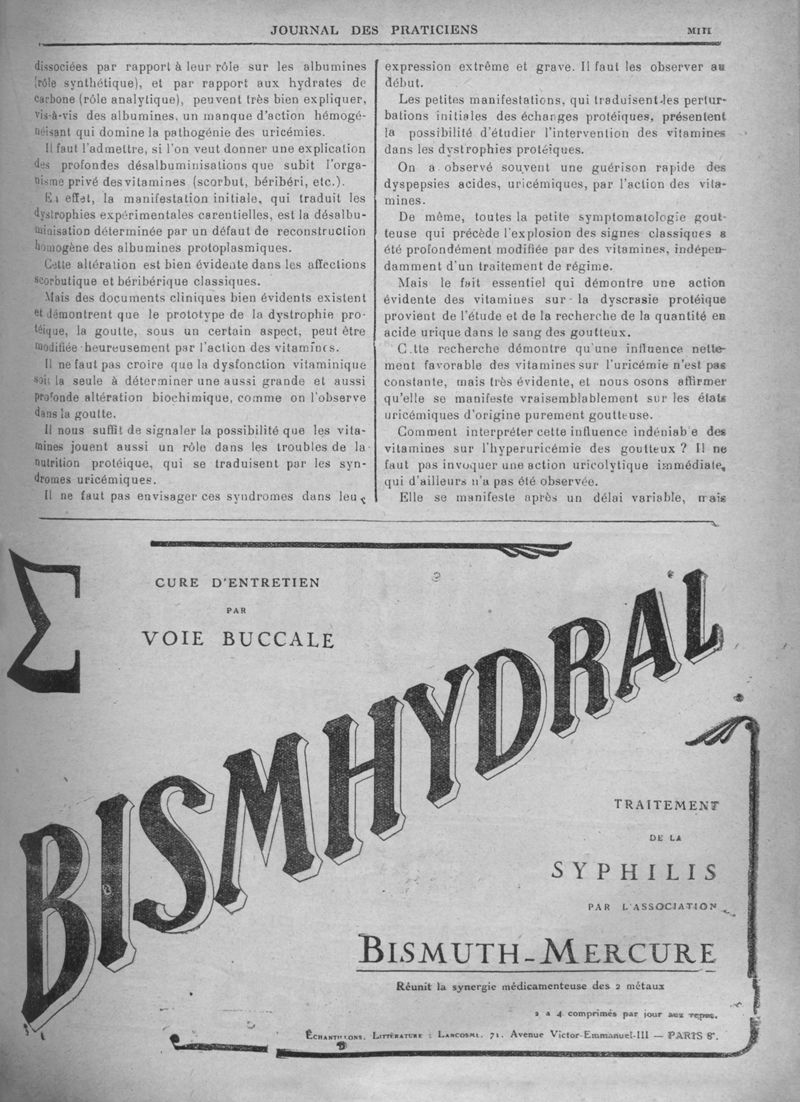 JOURNAL DES PRATICIENS
dissociées par rapport à leur rôle sur les albumines
(rôle synthétique), et par rapport aux hydrates de
carbone (rôle analytique), peuvent très bien expliquer,
vis-à-vis des albumines, un manque d'action hémogé-
néisant qui domine la pathogénie des uricémies.
Il faut l'admettre, si l'on veut donner une explication
des profondes désalbuminisations que subit l'orga-
nisme privé des vitamines (scorbut, béribéri, etc.).
En effet, la manifestation initiale, qui traduit les
dystrophies expérimentales carentielles, est la désalbu-
minisation déterminée par un défaut de reconstruction
homogène des albumines protoplasmiques.
Cette altération est bien évidente dans les affections
scorbutique et béribérique classiques.
Mais des documents cliniques bien évidents existent
et démontrent que le prototype de la dystrophie pro-
téique, la goutte, sous un certain aspect, peut être
modifiée heureusement par l'action des vitamines.
Il ne faut pas croire que la dysfonction vitaminique
soit la seule à déterminer une aussi grande et aussi
profonde altération biochimique, comme on l'observe
dans la goutte.
Il nous suffit de signaler la possibilité que les vita-
mines jouent aussi un rôle dans les troubles de la
nutrition protéique, qui se traduisent par les syn-
dromes uricémiques.
Il ne faut pas envisager ces syndromes dans leur
expression extrême et grave. Il faut les observer au
début.
Les petites manifestations, qui traduisent les pertur-
bations initiales des échanges protéiques, présentent
la possibilité d'étudier l'intervention des vitamines
dans les dystrophies protéiques.
On a observé souvent une guérison rapide des
dyspepsies acides, uricémiques, par l'action des vita-
mines.
De même, toutes la petite symptomatologie gout-
teuse qui précède l'explosion des signes classiques a
été profondément modifiée par des vitamines, indépen-
damment d'un traitement de régime.
Mais le fait essentiel qui démontre une action
évidente des vitamines sur la dyscrasie protéique
provient de l'étude et de la recherche de la quantité en
acide urique dans le sang des goutteux.
Cette recherche démontre qu'une influence nette-
ment favorable des vitamines sur l'uricémie n'est pas
constante, mais très évidente, et nous osons affirmer
qu'elle se manifeste vraisemblablement sur les états
uricémiques d'origine purement goutteuse.
Comment interpréter cette influence indéniable des
vitamines sur l'hyperuricémie des goutteux ? Il ne
faut pas invoquer une action uricolytique immédiate,
qui d'ailleurs n'a pas été observée.
Elle se manifeste après un délai variable, mais
Σ
CURE D'ENTRETIEN
PAR
VOIE BUCCALE
BISMHYDRAL
TRAITEMENT
DE LA
SYPHILIS
PAR L'ASSOCIATION
BISMUTH-MERCURE
Réunit la synergie médicamenteuse des 2 métaux
2 a 4 comprimés par jour aux repas.
ÉCHANTILLONS, LITTÉRATURE : LANCOSME, 71, Avenue Victor-Emmanuel-III — PARIS 8e.